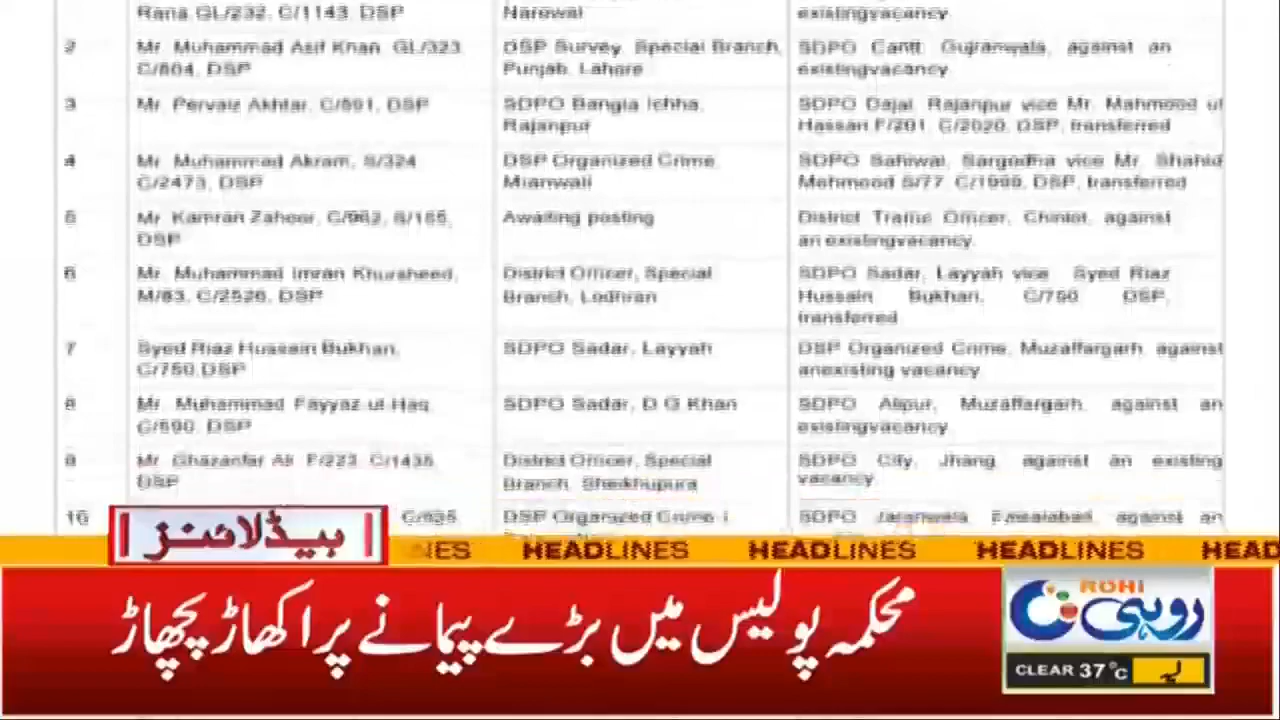 Rana GL/232, C/1143, DSP
Narowal
existingvacancy
2
Mr. Muhammad Asif Khan GL/323,
C/804, DSP
DSP Survey, Special Branch,
Punjab, Lahore
SDPO Cantt, Gujranwala, against an
existingvacancy
3
Mr. Pervaiz Akhtar, C/891, DSP
SDPO Bangla Ichha,
Rajanpur
SDPO Dajal, Rajanpur vice Mr. Mahmood ul
Hassan F/201, C/2020, DSP, transferred
4
Mr. Muhammad Akram, S/324,
C/2473, DSP
DSP Organized Crime,
Mianwali
SDPO Sahiwal, Sargodha vice Mr. Shahid
Mehmood S/77, C/1999, DSP, transferred
5
Mr. Kamran Zahoor, C/962, S/165,
DSP
Awaiting posting
District Traffic Officer, Chiniot, against
an existingvacancy
6
Mr. Muhammad Imran Khursheed,
M/83, C/2526, DSP
District Officer, Special
Branch, Lodhran
SDPO Sadar, Layyah vice Syed Riaz
Hussain Bukhari, C/750 DSP,
transferred
7
Syed Riaz Hussain Bukhari,
C/750,DSP
SDPO Sadar, Layyah
DSP Organized Crime, Muzaffargarh, against
anexisting vacancy
8
Mr. Muhammad Fayyaz ul Haq
C/590, DSP
SDPO Sadar, D G Khan
SDPO Alipur, Muzaffargarh, against an
existingvacancy
9
Mr. Ghazanfar Ali F/223, C/1435,
DSP
District Officer, Special
Branch, Sheikhupura
SDPO City, Jhang against an existing
vacancy
10
DSP Organized Crime I
SDPO Jaranwala Faisalabad against an
ہیڈلائنز
NES HEADLINES HEADLINES HEADLINES HEAD
محکمہ پولیس میں بڑے پیمانے پر اکھاڑ پچھاڑ
ROHI
روہی
CLEAR 37°C
لیہ